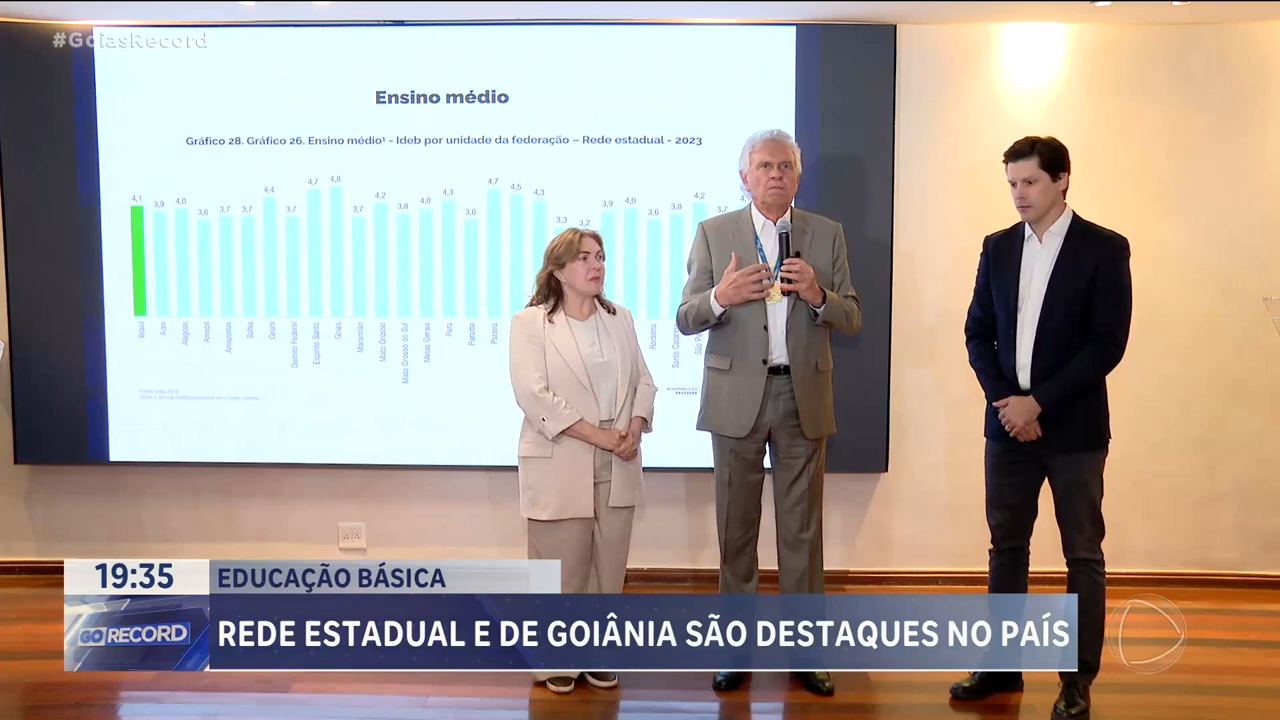 #GoiasRecord
Ensino médio
Gráfico 28. Gráfico 26. Ensino médio¹ - Ideb por unidade da federação – Rede estadual - 2023
4,1 3,9 4,0 3,6 3,7 3,7 4,4 3,7 4,7 4,8 3,7 4,2 3,8 4,0 4,3 3,6 4,7 4,5 4,3 3,3 3,2 3,9 4,0 3,6 3,8 4,2 3,7
Brasil Acre Alagoas Amapá Amazonas Bahia Ceará Distrito Federal Espírito Santo Goiás Maranhão Mato Grosso Mato Grosso do Sul Minas Gerais Pará Paraíba Paraná Roraima Santa
MINISTÉRIO DA
EDUCAÇÃO
19:35
EDUCAÇÃO BÁSICA
GO RECORD
REDE ESTADUAL E DE GOIÂNIA SÃO DESTAQUES NO PAÍS